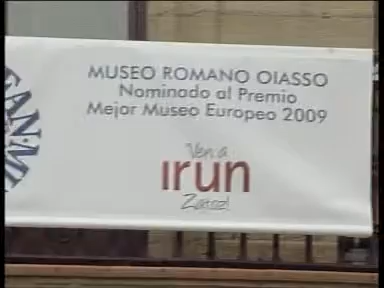 MUSEO ROMANO OIASSO
Nominado al Premio
Mejor Museo Europeo 2009
Ven a
irun
Zatoz!